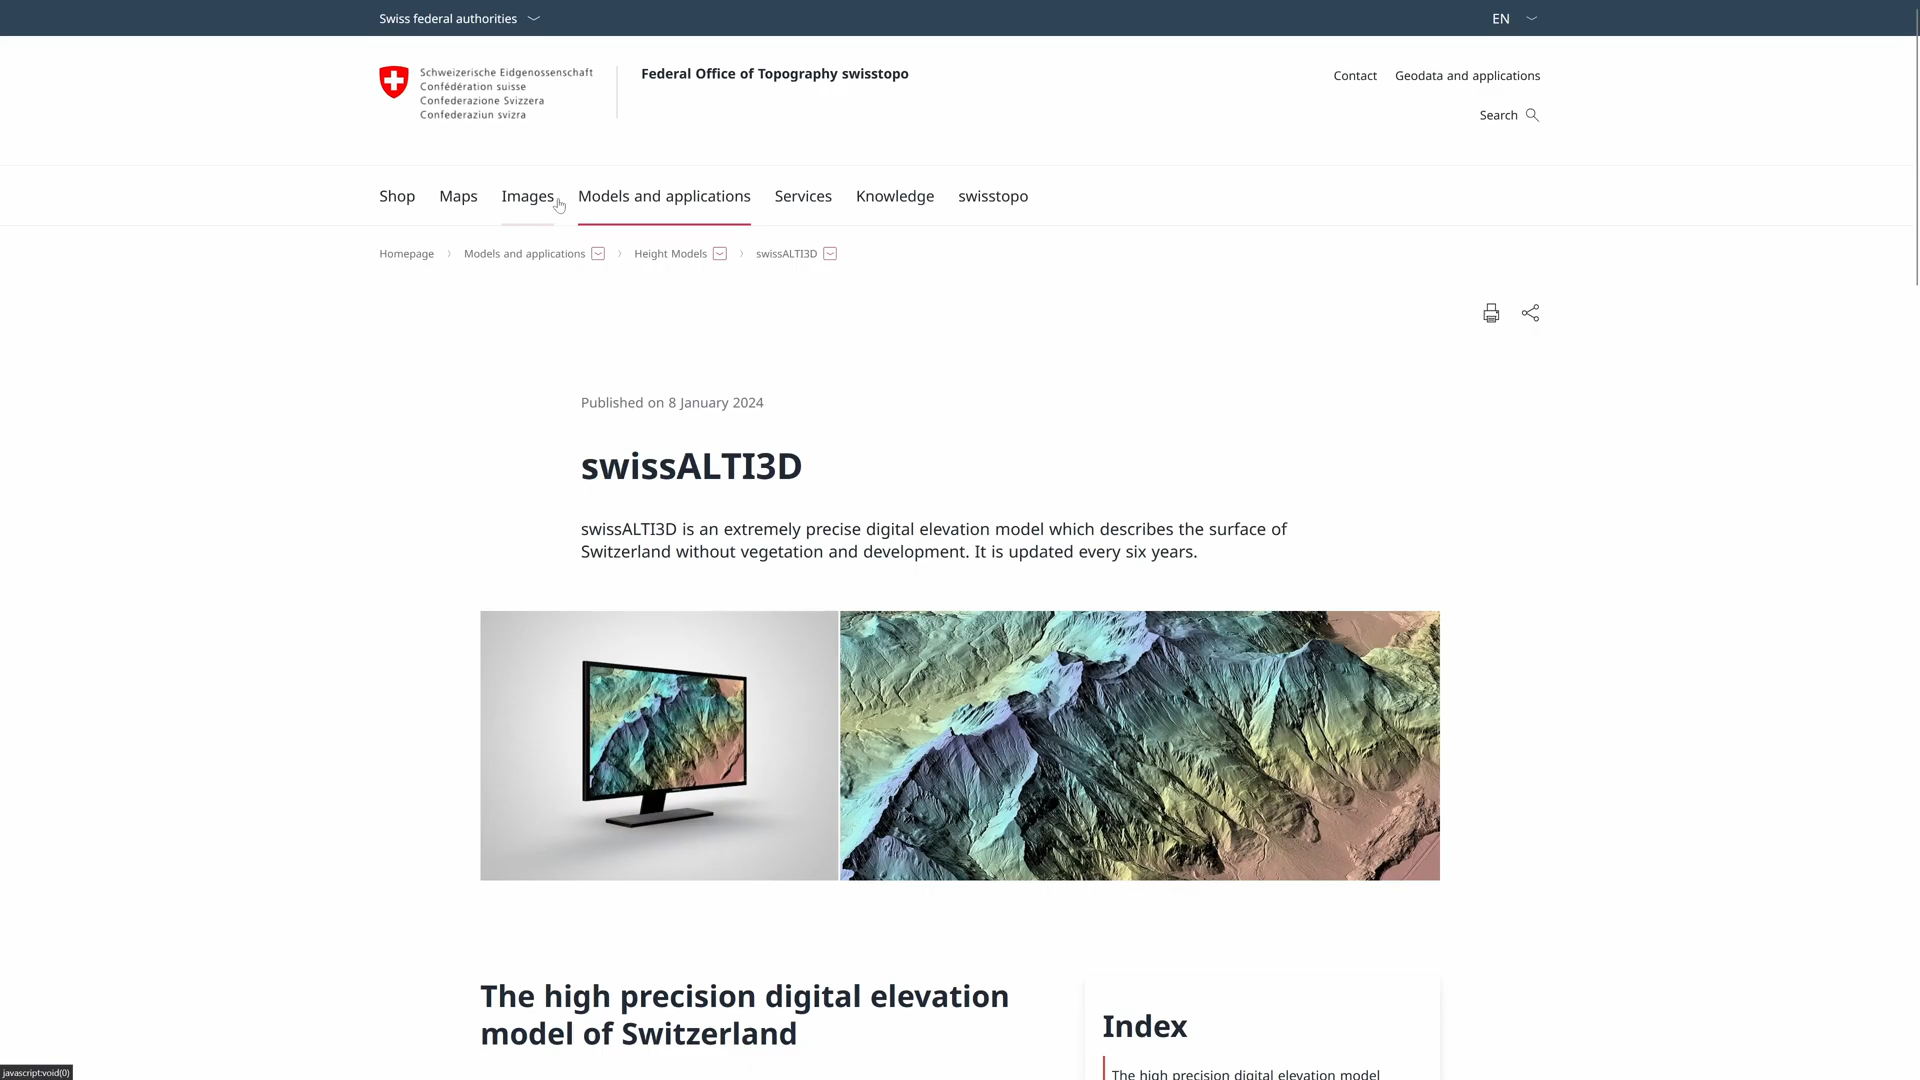 Swiss federal authorities
EN
Schweizerische Eidgenossenschaft
Confédération suisse
Confederazione Svizzera
Confederaziun svizra
Federal Office of Topography swisstopo
Contact
Geodata and applications
Search
Shop
Maps
Images
Models and applications
Services
Knowledge
swisstopo
Homepage
Models and applications
Height Models
swissALTI3D
Published on 8 January 2024
swissALTI3D
swissALTI3D is an extremely precise digital elevation model which describes the surface of
Switzerland without vegetation and development. It is updated every six years.
The high precision digital elevation
model of Switzerland
Index
The high precision digital elevation model
javascript:void(0)